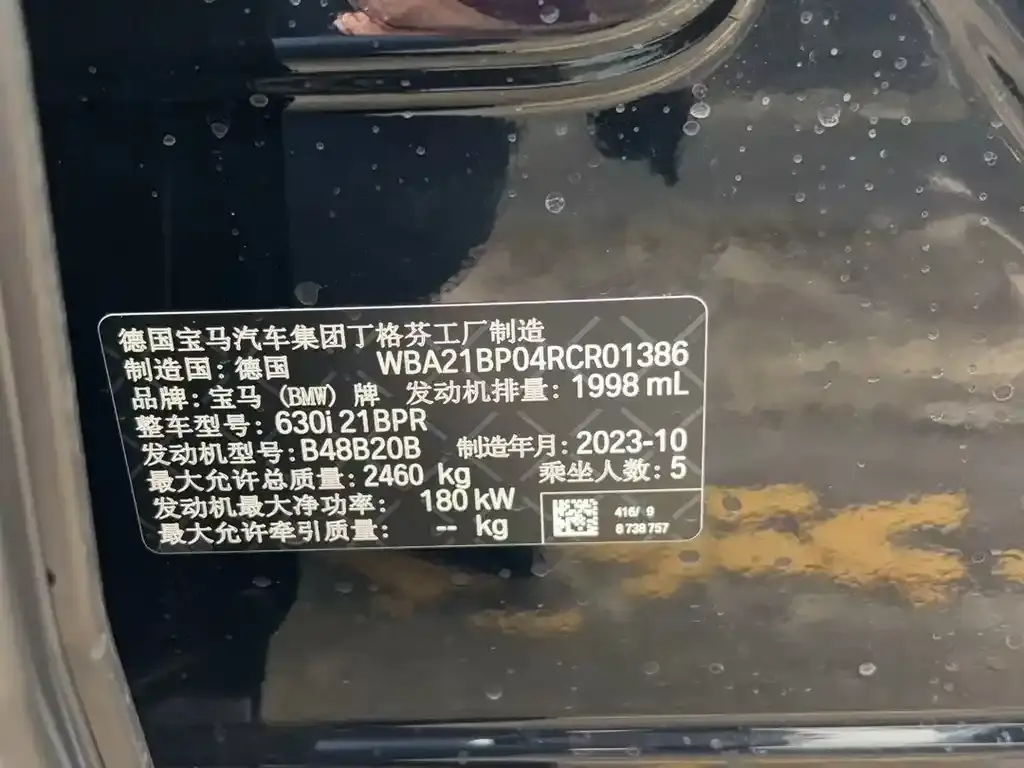 德国宝马汽车集团丁格芬工厂制造
制造国：德国 WBA21BP04RCR01386
品牌：宝马 (BMW) 牌 发动机排量：1998 mL
整车型号：630i 21BPR
发动机型号：B48B20B 制造年月：2023-10
最大允许总质量：2460 kg 乘坐人数：5
发动机最大净功率： 180 kW
最大允许牵引质量： -- kg
416/ 9
8 738 757